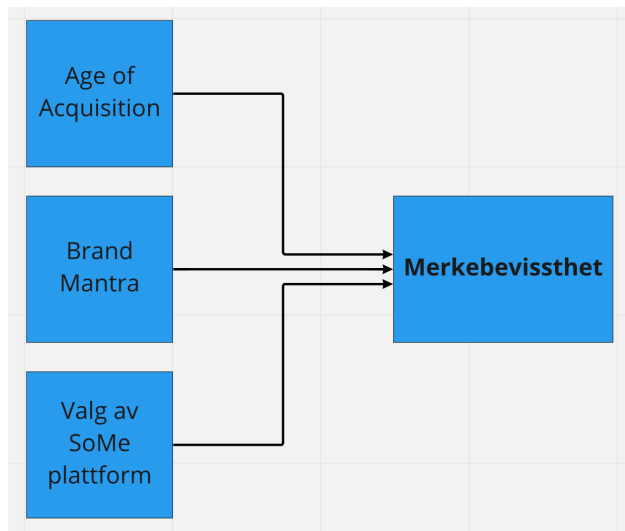 Age of
Acquisition
Brand
Mantra
Merkebevissthet
Valg av
SoMe
plattform